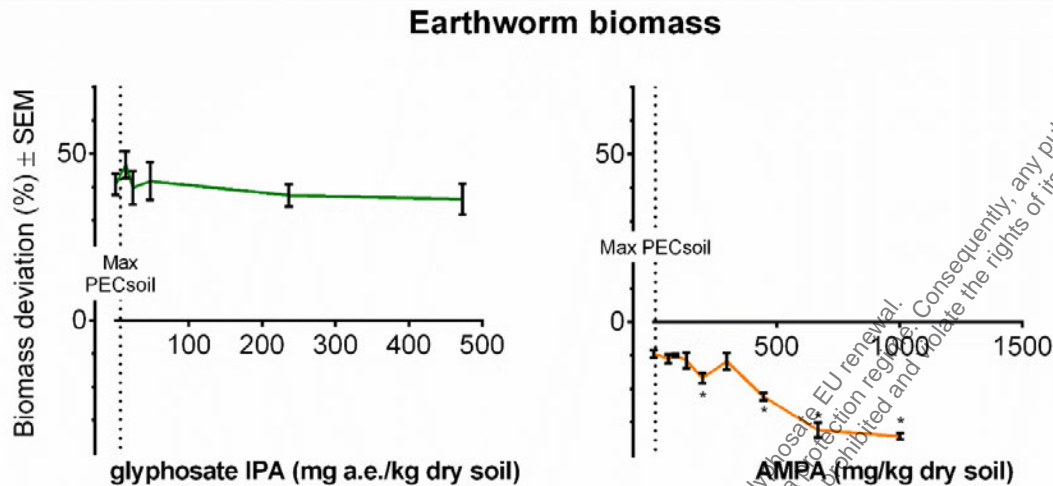 Earthworm biomass
Biomass deviation (%) ± SEM
50
0
Max
PECsoil
100
200
300
400
500
glyphosate IPA (mg a.e./kg dry soil)
50
0
Max PECsoil
500
1000
1500
*
*
*
*
AMPA (mg/kg dry soil)
glyphosate EU renewal.
protection regime. Consequently, any
prohibited and violate the rights of its